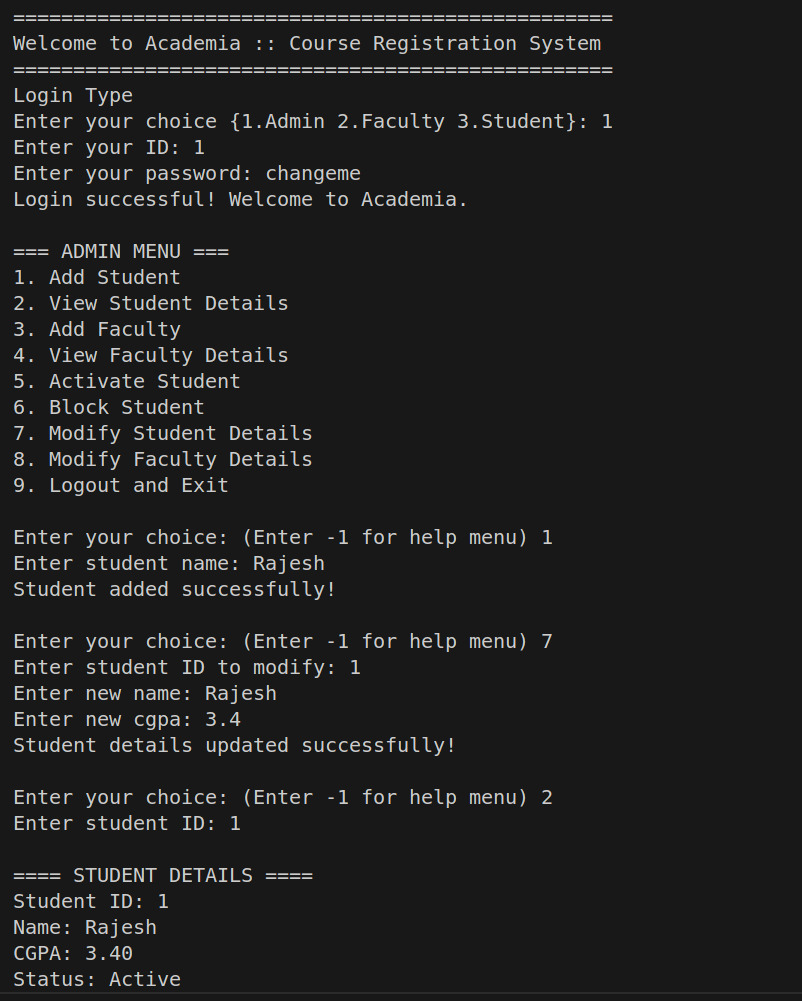 ==================================================
Welcome to Academia :: Course Registration System
==================================================
Login Type
Enter your choice {1.Admin 2.Faculty 3.Student}: 1
Enter your ID: 1
Enter your password: changeme
Login successful! Welcome to Academia.
=== ADMIN MENU ===
1. Add Student
2. View Student Details
3. Add Faculty
4. View Faculty Details
5. Activate Student
6. Block Student
7. Modify Student Details
8. Modify Faculty Details
9. Logout and Exit
Enter your choice: (Enter -1 for help menu) 1
Enter student name: Rajesh
Student added successfully!
Enter your choice: (Enter -1 for help menu) 7
Enter student ID to modify: 1
Enter new name: Rajesh
Enter new cgpa: 3.4
Student details updated successfully!
Enter your choice: (Enter -1 for help menu) 2
Enter student ID: 1
==== STUDENT DETAILS ====
Student ID: 1
Name: Rajesh
CGPA: 3.40
Status: Active